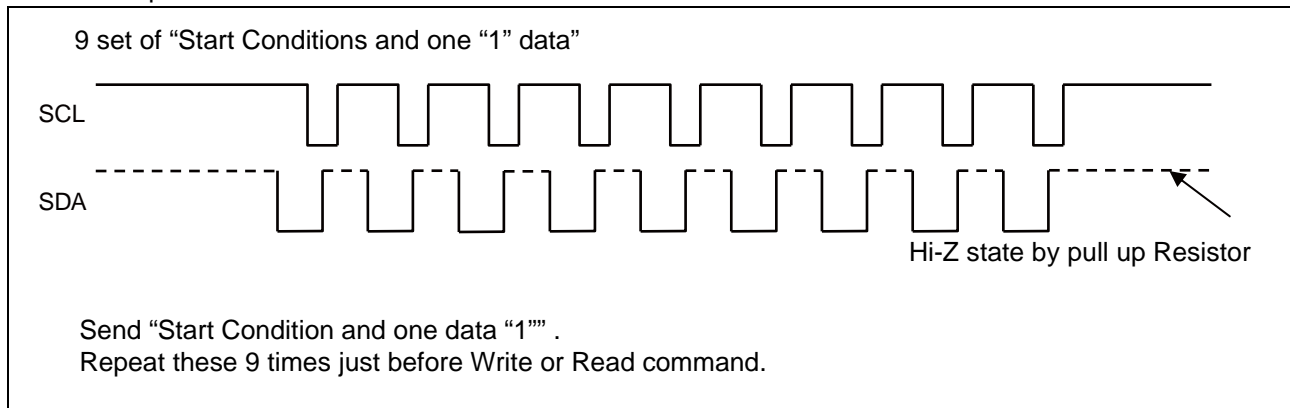 9 set of “Start Conditions and one “1” data”
SCL
SDA
Hi-Z state by pull up Resistor
Send “Start Condition and one data “1”” .
Repeat these 9 times just before Write or Read command.